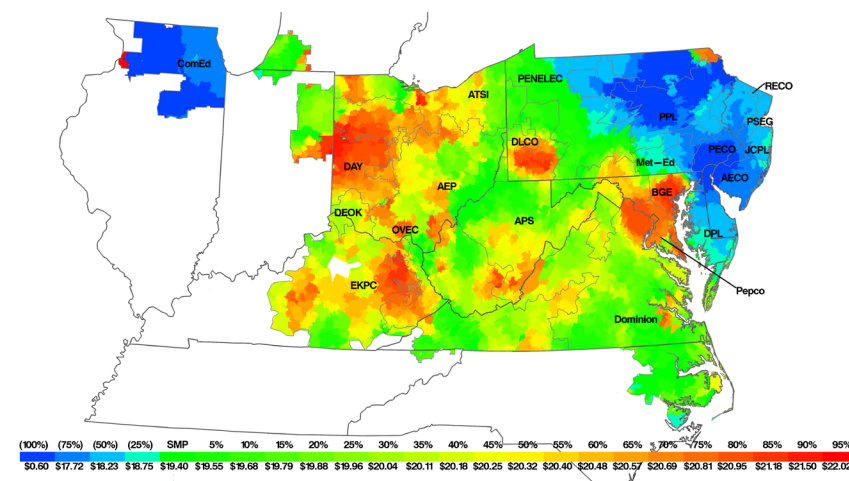 ComEd
PENELEC
ATSI
RECO
PPL
PSEG
DLCO
PECO
JCPL
Met-Ed
DAY
AECO
AEP
BGE
DEOK
APS
OVEC
DPL
EKPC
Pepco
Dominion
(100%) (75%) (50%) (25%) SMP 5% 10% 15% 20% 25% 30% 35% 40% 45% 50% 55% 60% 65% 70% 75% 80% 85% 90% 95%
$0.60 $17.72 $18.23 $18.75 $19.40 $19.55 $19.68 $19.79 $19.88 $19.96 $20.04 $20.11 $20.18 $20.25 $20.32 $20.40 $20.48 $20.57 $20.69 $20.81 $20.95 $21.18 $21.50 $22.02